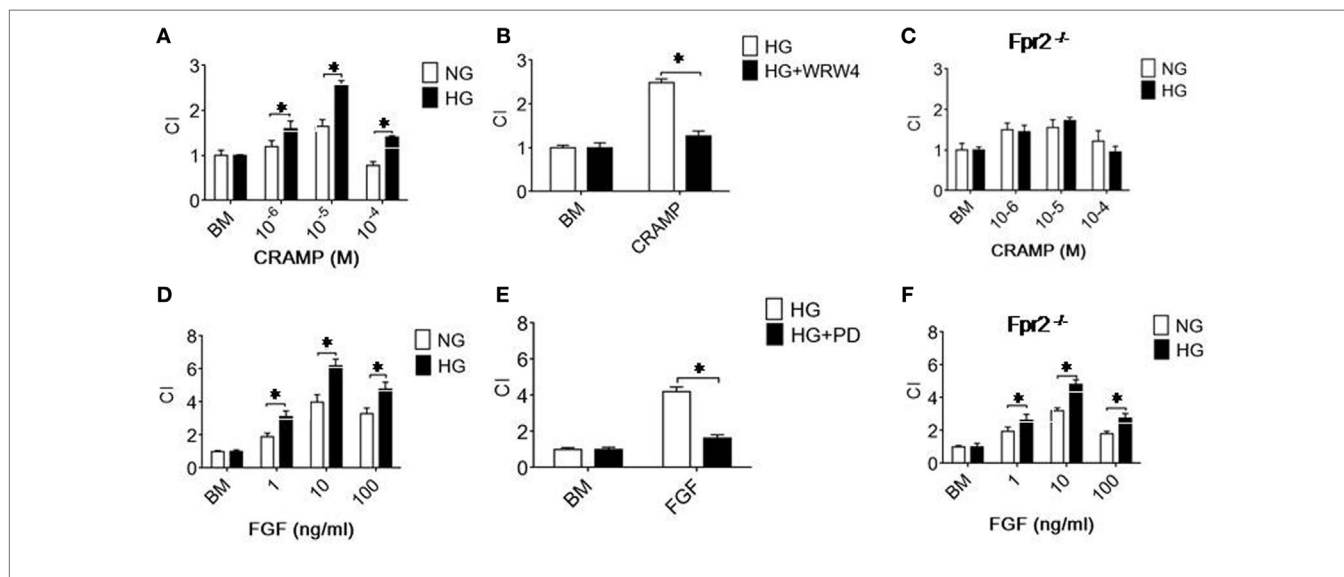 A
CI
3
2
1
0
*
*
*
NG
HG
BM
10⁻⁶
10⁻⁵
10⁻⁴
CRAMP (M)
B
CI
3
2
1
0
*
HG
HG+WRW4
BM
CRAMP
C
Fpr2⁻/⁻
CI
3
2
1
0
NG
HG
BM
10-6
10-5
10-4
CRAMP (M)
D
CI
8
6
4
2
0
*
*
*
NG
HG
BM
1
10
100
FGF (ng/ml)
E
CI
8
6
4
2
0
*
HG
HG+PD
BM
FGF
F
Fpr2⁻/⁻
CI
8
6
4
2
0
*
*
*
NG
HG
BM
1
10
100
FGF (ng/ml)